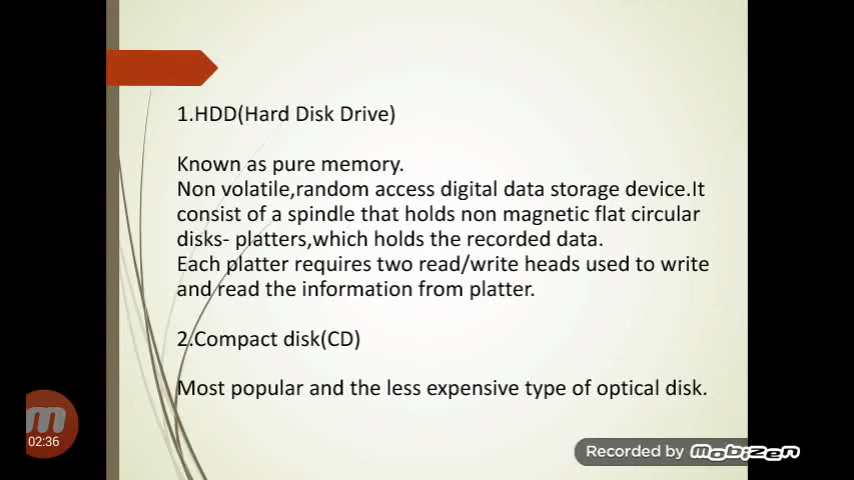 1.HDD(Hard Disk Drive)
Known as pure memory.
Non volatile,random access digital data storage device.It
consist of a spindle that holds non magnetic flat circular
disks- platters,which holds the recorded data.
Each platter requires two read/write heads used to write
and read the information from platter.
2.Compact disk(CD)
Most popular and the less expensive type of optical disk.
02:36
Recorded by mobizen